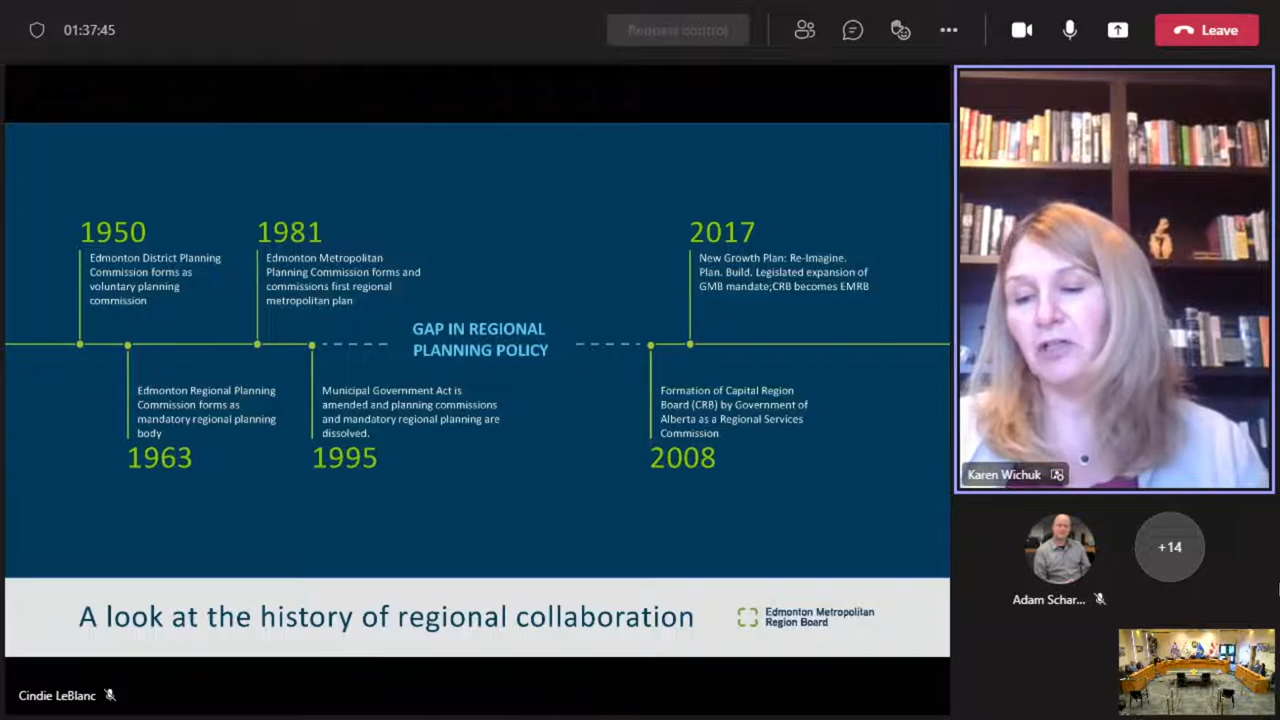 01:37:45
Request control
Leave
1950
Edmonton District Planning
Commission forms as
voluntary planning
commission
1981
Edmonton Metropolitan
Planning Commission forms and
commissions first regional
metropolitan plan
2017
New Growth Plan: Re-Imagine.
Plan. Build. Legislated expansion of
GMB mandate;CRB becomes EMRB
GAP IN REGIONAL
PLANNING POLICY
Edmonton Regional Planning
Commission forms as
mandatory regional planning
body
1963
Municipal Government Act is
amended and planning commissions
and mandatory regional planning are
dissolved.
1995
Formation of Capital Region
Board (CRB) by Government of
Alberta as a Regional Services
Commission
2008
A look at the history of regional collaboration
Edmonton Metropolitan
Region Board
Karen Wichuk
+14
Adam Schar...
Cindie LeBlanc